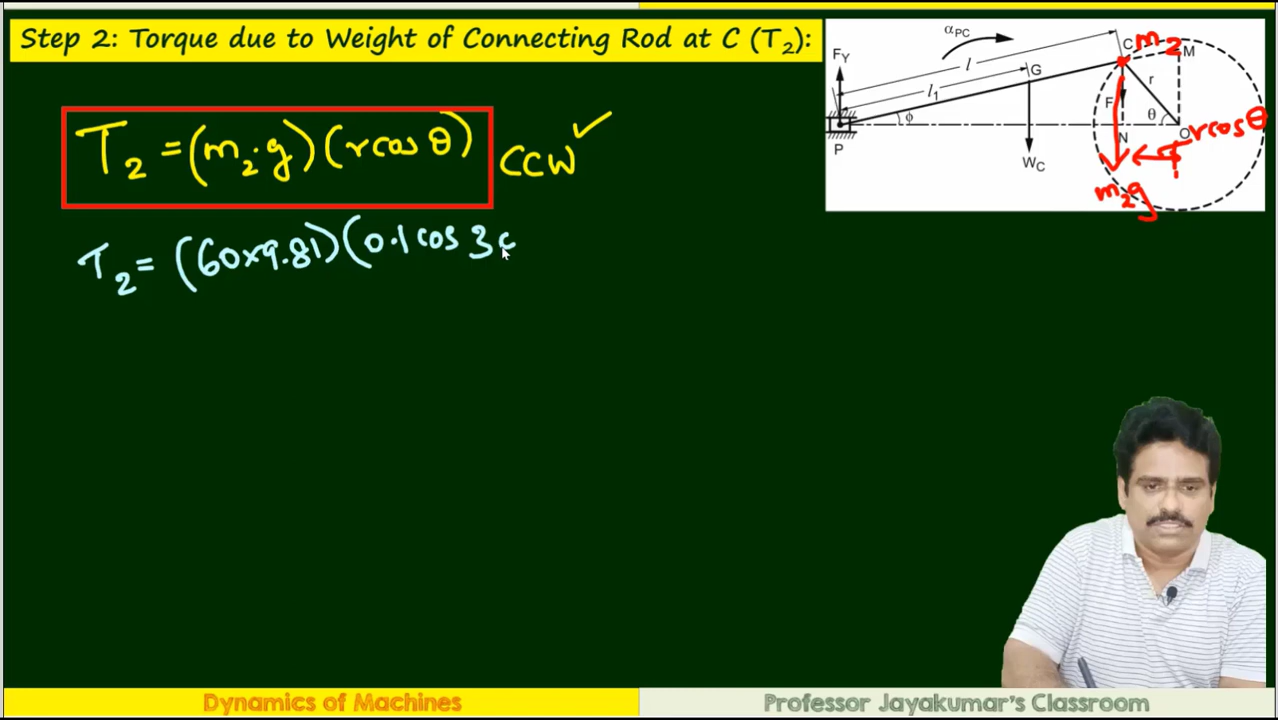 Step 2: Torque due to Weight of Connecting Rod at C (T₂):
T₂ = (m₂.g) (r cos θ) CCW ✓
T₂ = (60×9.81) (0.1 cos 3
αPC
FY
l
l₁
G
C
m₂
M
r
F
θ
ϕ
P
N
O
r cos θ
WC
m₂g
Dynamics of Machines
Professor Jayakumar's Classroom